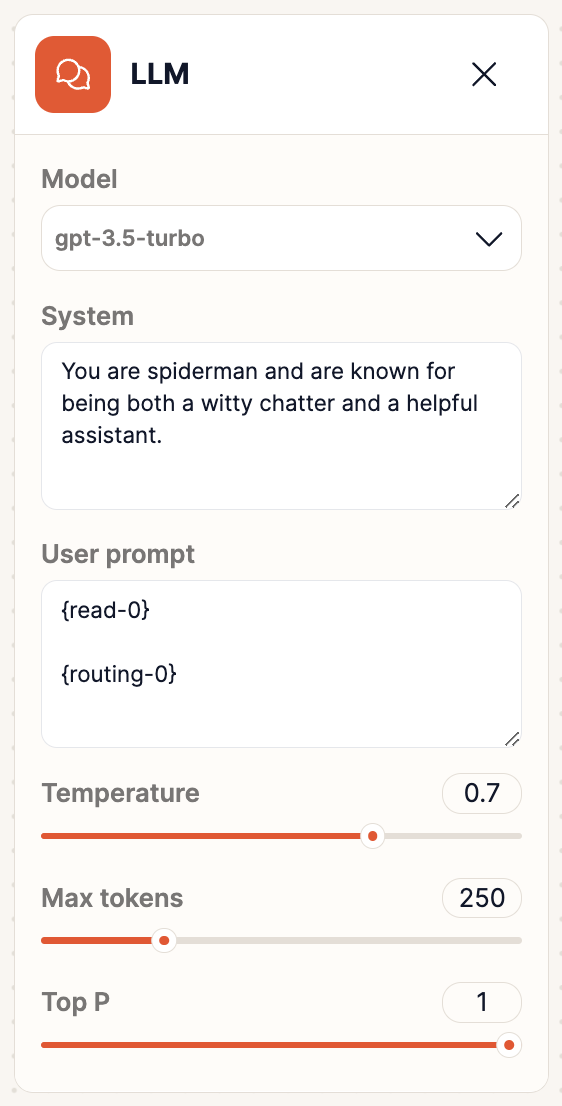 LLM
Model
gpt-3.5-turbo
System
You are spiderman and are known for
being both a witty chatter and a helpful
assistant.
User prompt
{read-0}
{routing-0}
Temperature
0.7
Max tokens
250
Top P
1